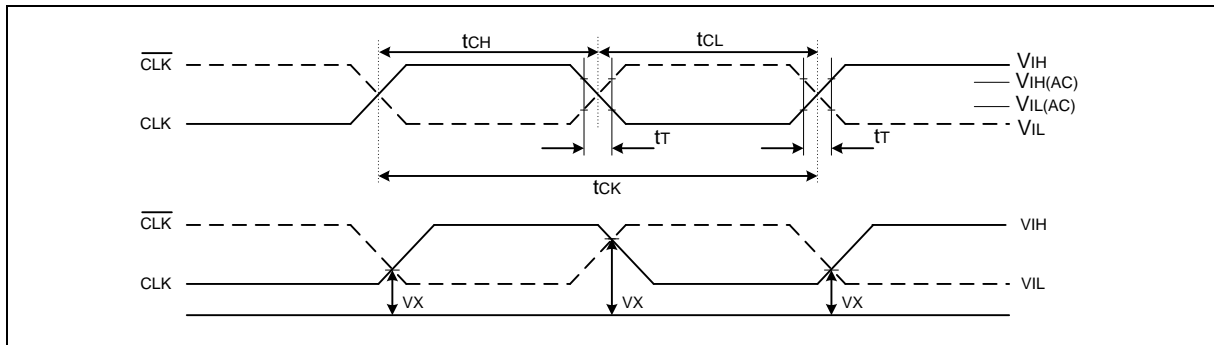 tCH
tCL
CLK
VIH
VIH(AC)
VIL(AC)
CLK
VIL
tT
tT
tCK
CLK
VIH
CLK
VIL
VX
VX
VX